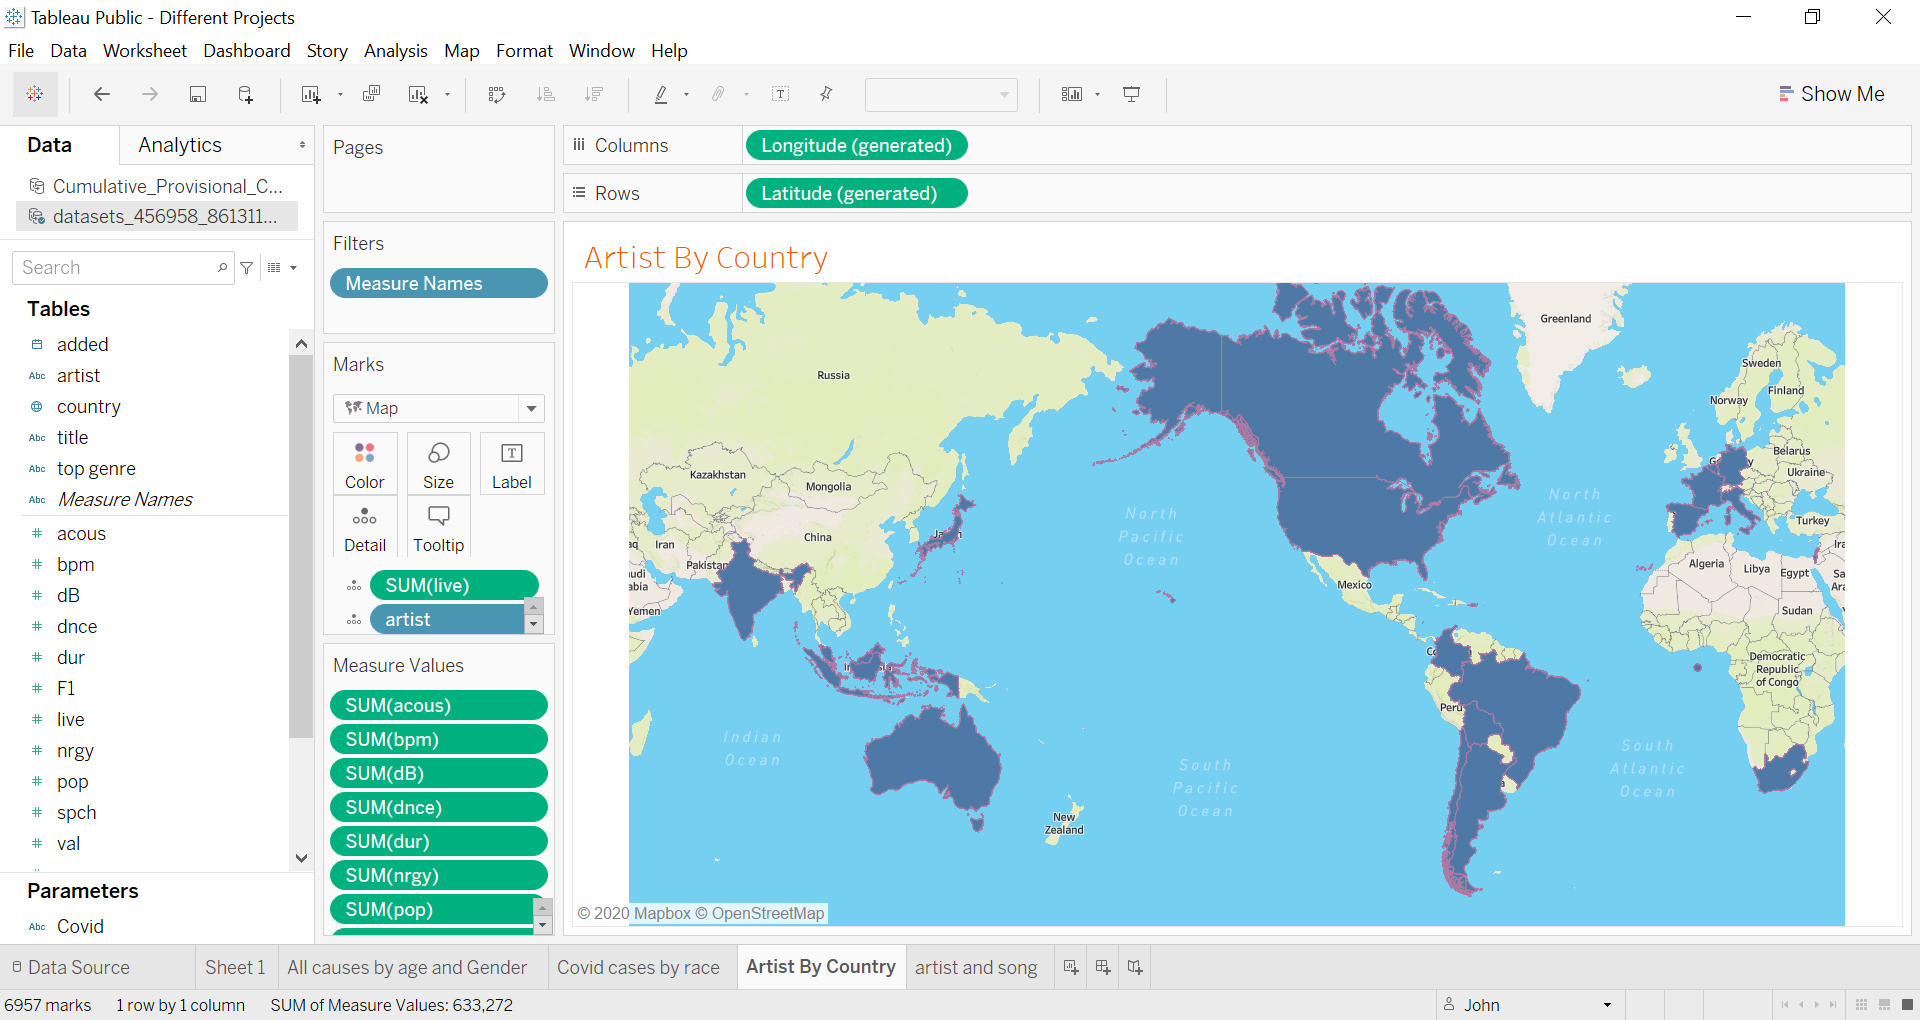 Tableau Public - Different Projects
File Data Worksheet Dashboard Story Analysis Map Format Window Help
Show Me
Data Analytics
Cumulative_Provisional_C...
datasets_456958_861311...
Search
Tables
added
Abc artist
country
Abc title
Abc top genre
Abc Measure Names
# acous
# bpm
# dB
# dnce
# dur
# F1
# live
# nrgy
# pop
# spch
# val
Parameters
Abc Covid
Pages
Filters
Measure Names
Marks
Map
Color Size Label
Detail Tooltip
SUM(live)
artist
Measure Values
SUM(acous)
SUM(bpm)
SUM(dB)
SUM(dnce)
SUM(dur)
SUM(nrgy)
SUM(pop)
Columns Longitude (generated)
Rows Latitude (generated)
Artist By Country
Greenland
Russia
Sweden
Finland
Norway
Belarus
Ukraine
Kazakhstan
Mongolia
North
Atlantic
Ocean
North
Pacific
Ocean
Turkey
China
Iran
Pakistan
Algeria
Libya
Egypt
Mexico
Yemen
Sudan
Democratic
Republic
of Congo
Peru
Indian
Ocean
South
Pacific
Ocean
South
Atlantic
Ocean
New
Zealand
© 2020 Mapbox © OpenStreetMap
Data Source Sheet 1 All causes by age and Gender Covid cases by race Artist By Country artist and song
6957 marks 1 row by 1 column SUM of Measure Values: 633,272 John